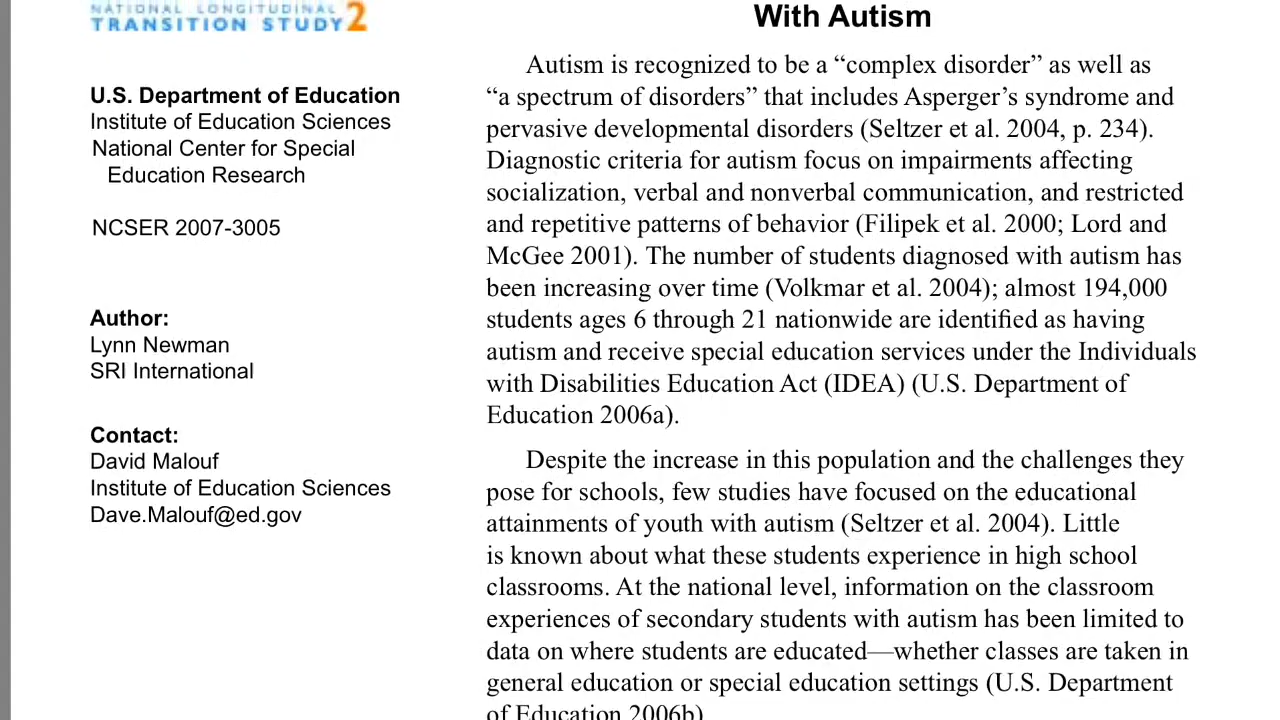 NATIONAL LONGITUDINAL
TRANSITION STUDY 2
U.S. Department of Education
Institute of Education Sciences
National Center for Special
Education Research
NCSER 2007-3005
Author:
Lynn Newman
SRI International
Contact:
David Malouf
Institute of Education Sciences
Dave.Malouf@ed.gov
With Autism
Autism is recognized to be a “complex disorder” as well as
“a spectrum of disorders” that includes Asperger’s syndrome and
pervasive developmental disorders (Seltzer et al. 2004, p. 234).
Diagnostic criteria for autism focus on impairments affecting
socialization, verbal and nonverbal communication, and restricted
and repetitive patterns of behavior (Filipek et al. 2000; Lord and
McGee 2001). The number of students diagnosed with autism has
been increasing over time (Volkmar et al. 2004); almost 194,000
students ages 6 through 21 nationwide are identified as having
autism and receive special education services under the Individuals
with Disabilities Education Act (IDEA) (U.S. Department of
Education 2006a).
Despite the increase in this population and the challenges they
pose for schools, few studies have focused on the educational
attainments of youth with autism (Seltzer et al. 2004). Little
is known about what these students experience in high school
classrooms. At the national level, information on the classroom
experiences of secondary students with autism has been limited to
data on where students are educated—whether classes are taken in
general education or special education settings (U.S. Department
of Education 2006b)